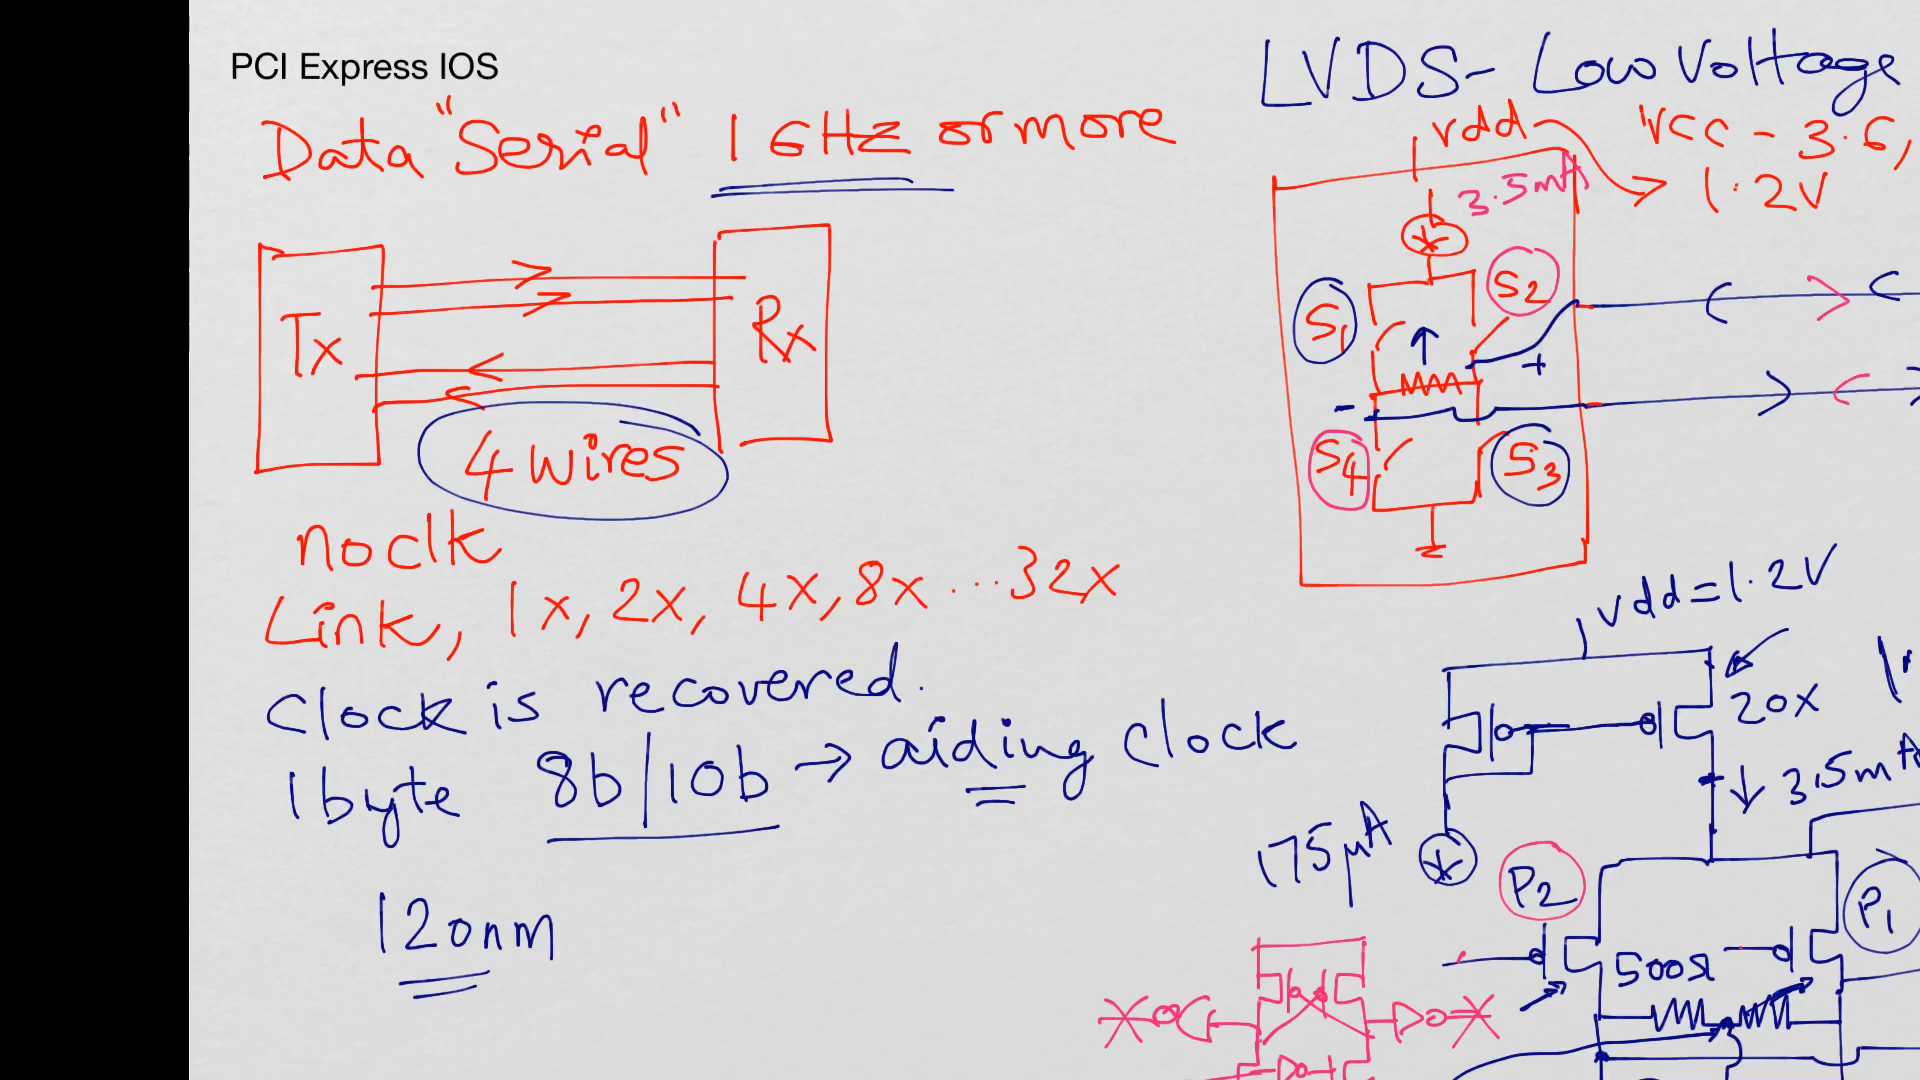 PCI Express IOS
Data "Serial" 1 GHz or more
Tx
Rx
4 wires
no clk
Link, 1x, 2x, 4x, 8x ... 32x
Clock is recovered.
1 byte 8b/10b → aiding clock
120nm
LVDS - Low Voltage
vdd → 1.2V
Vcc - 3.6,
3.5mA
S1
S2
+
-
S4
S3
vdd = 1.2V
20x
↓ 3.5mA
175μA
P2
P1
500Ω